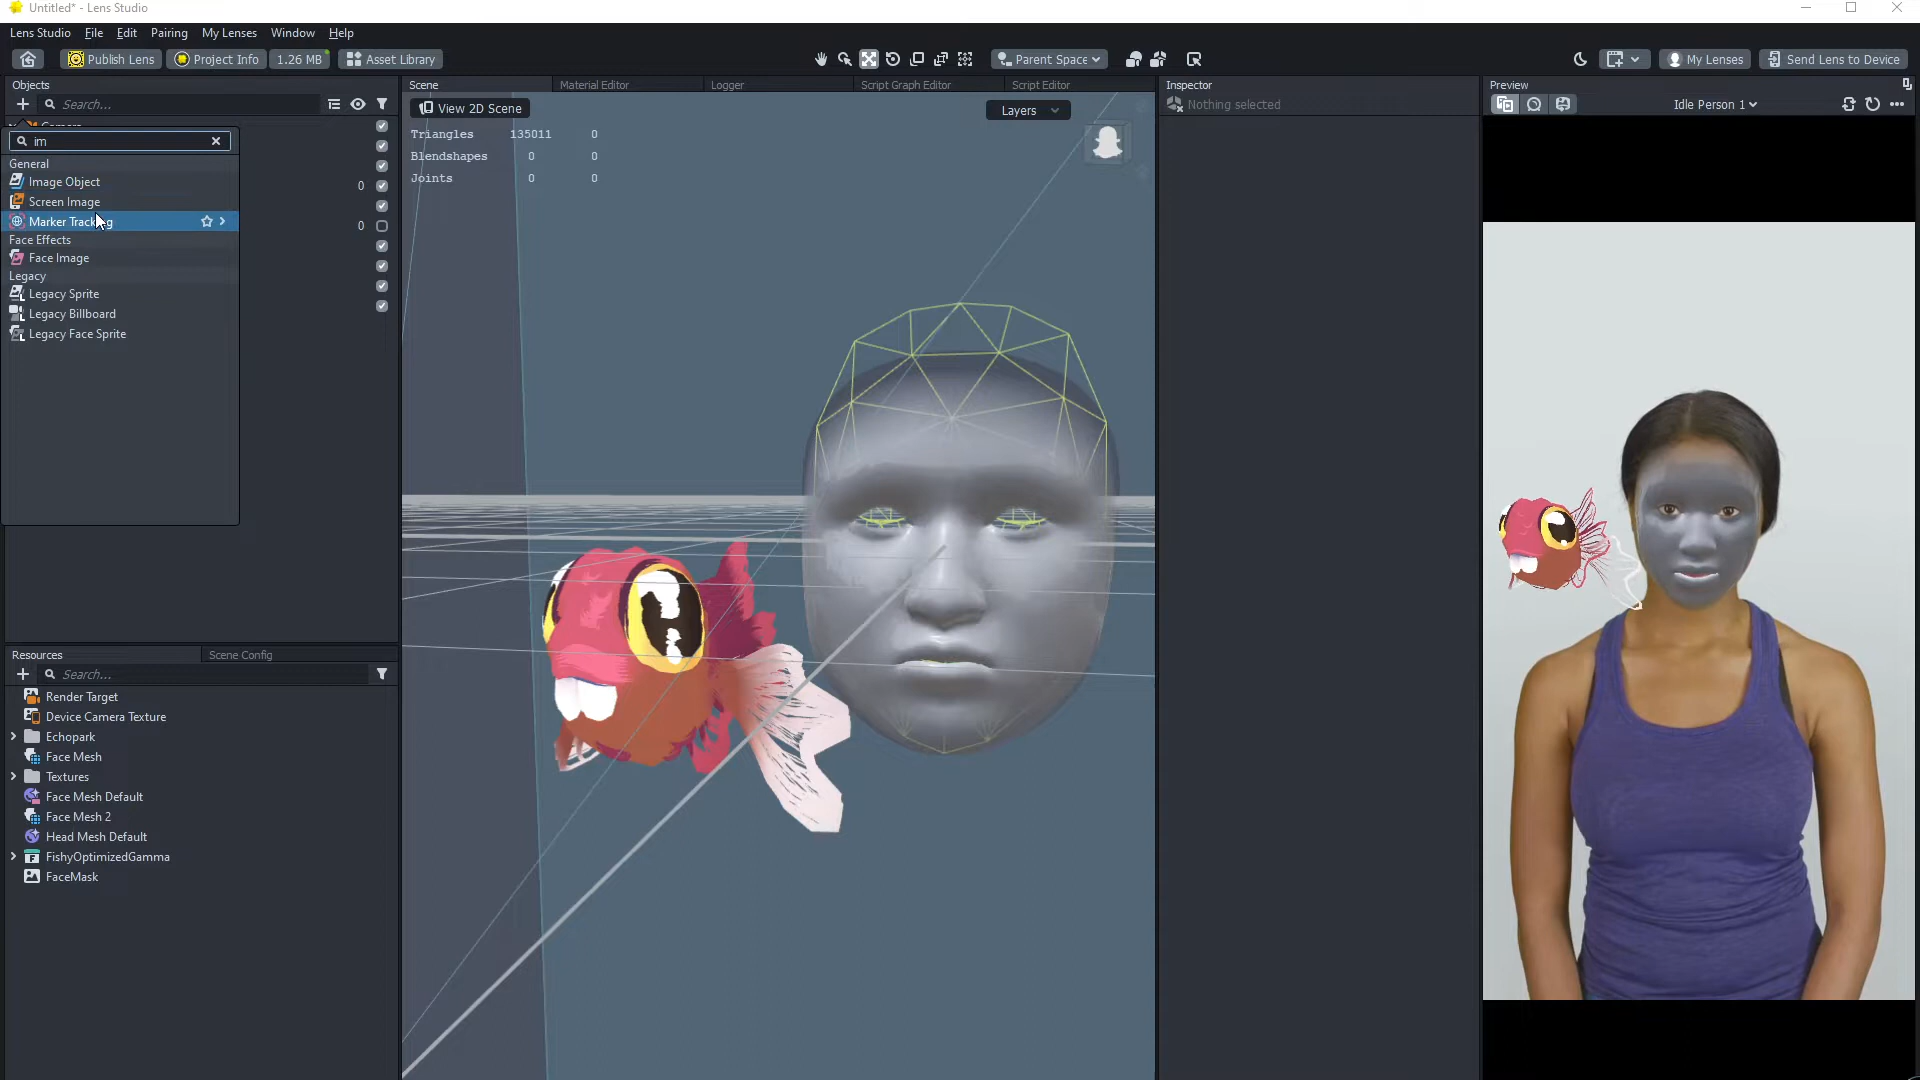 Untitled* - Lens Studio
Lens Studio File Edit Pairing My Lenses Window Help
Publish Lens Project Info 1.26 MB Asset Library Parent Space My Lenses Send Lens to Device
Objects
Search...
im
General
Image Object
Screen Image
0
Marker Tracking
0
Face Effects
Face Image
Legacy
Legacy Sprite
Legacy Billboard
Legacy Face Sprite
Resources Scene Config
Search...
Render Target
Device Camera Texture
Echopark
Face Mesh
Textures
Face Mesh Default
Face Mesh 2
Head Mesh Default
FishyOptimizedGamma
FaceMask
Scene Material Editor Logger Script Graph Editor Script Editor
View 2D Scene Layers
Triangles 135011 0
Blendshapes 0 0
Joints 0 0
Inspector
Nothing selected
Preview
Idle Person 1